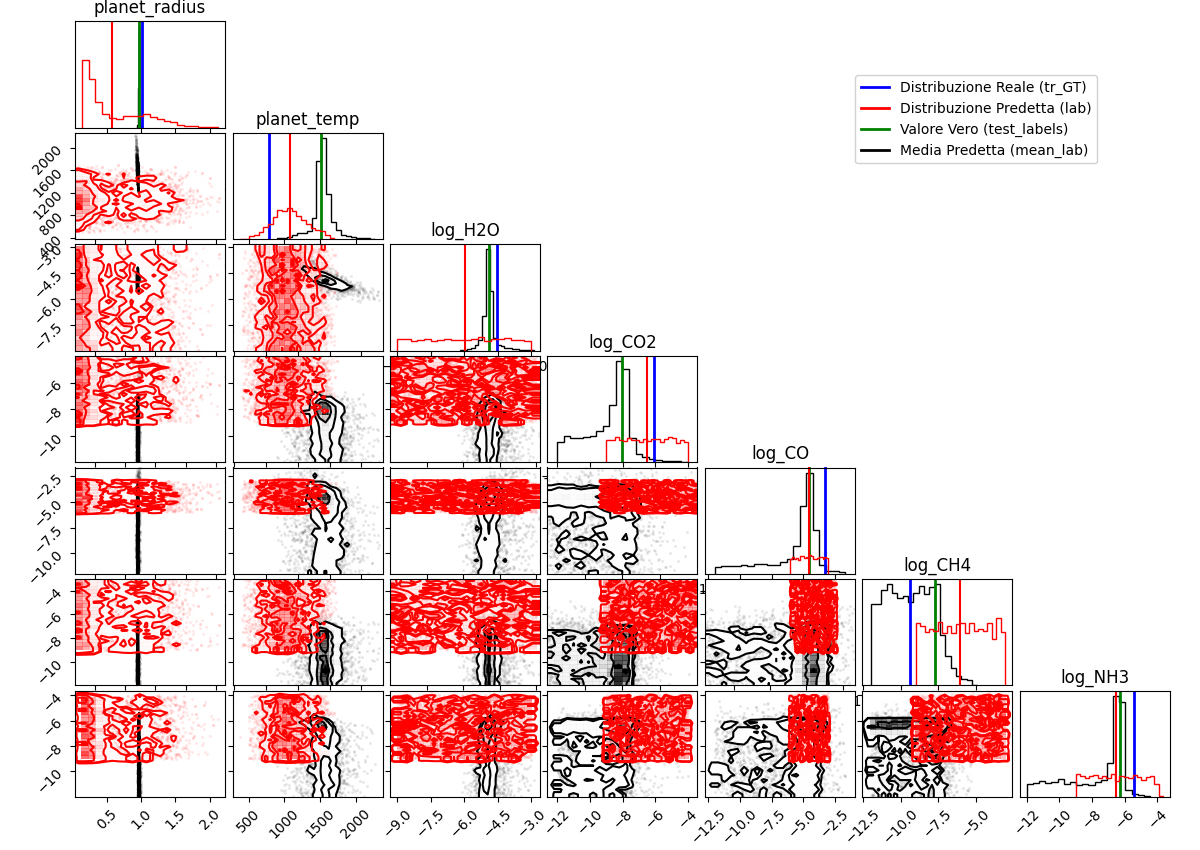 planet_radius
Distribuzione Reale (tr_GT)
Distribuzione Predetta (lab)
Valore Vero (test_labels)
Media Predetta (mean_lab)
planet_temp
2000
1600
1200
800
400
log_H2O
−3.0
−4.5
−6.0
−7.5
log_CO2
0
−6
−8
−10
log_CO
−2.5
−5.0
−7.5
−10.0
log_CH4
1
−4
−6
−8
−10
log_NH3
1
−4
−6
−8
−10
0.5 1.0 1.5 2.0 500 1000 1500 2000 −9.0 −7.5 −6.0 −4.5 −3.0 −12 −10 −8 −6 −4 −12.5 −10.0 −7.5 −5.0 −2.5 −12.5 −10.0 −7.5 −5.0 −12 −10 −8 −6 −4